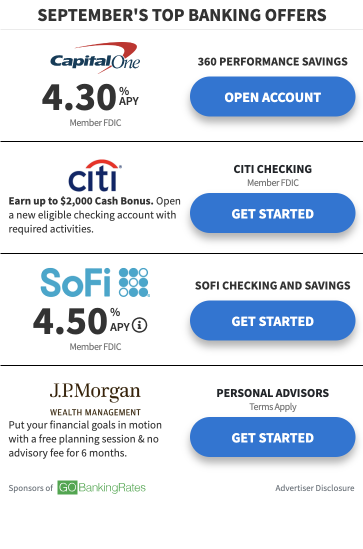 SEPTEMBER'S TOP BANKING OFFERS
Capital One
360 PERFORMANCE SAVINGS
4.30 % APY
OPEN ACCOUNT
Member FDIC
citi
CITI CHECKING
Member FDIC
Earn up to $2,000 Cash Bonus. Open
a new eligible checking account with
required activities.
GET STARTED
SoFi
SOFI CHECKING AND SAVINGS
4.50 % APY
GET STARTED
Member FDIC
J.P.Morgan
WEALTH MANAGEMENT
PERSONAL ADVISORS
Terms Apply
Put your financial goals in motion
with a free planning session & no
advisory fee for 6 months.
GET STARTED
Sponsors of GOBankingRates
Advertiser Disclosure